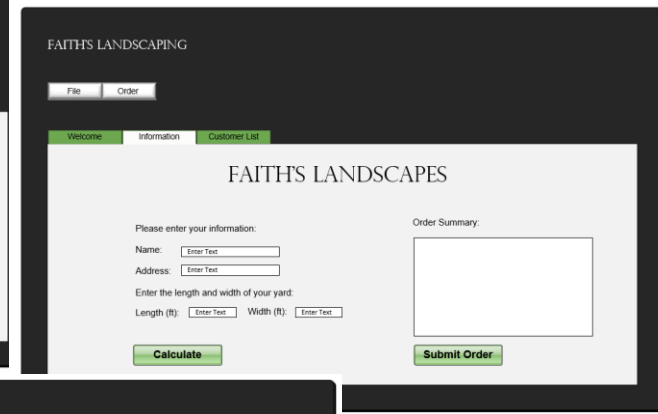 FAITH'S LANDSCAPING
File Order
Welcome Information Customer List
FAITH'S LANDSCAPES
Please enter your information:
Name: Enter Text
Address: Enter Text
Enter the length and width of your yard:
Length (ft): Enter Text Width (ft): Enter Text
Calculate
Order Summary:
Submit Order